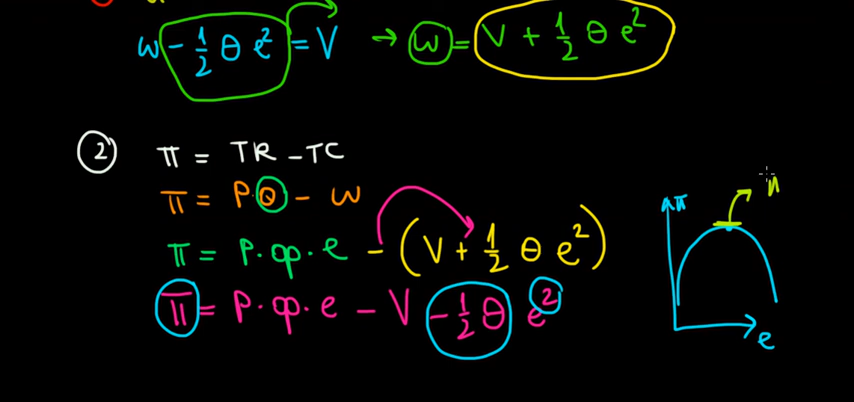 w - 1/2 θ e² = V → w = V + 1/2 θ e²
2 π = TR - TC
π = P.Q - w
π = P.φ.e - (V + 1/2 θ e²)
π = P.φ.e - V - 1/2 θ e²
π
e